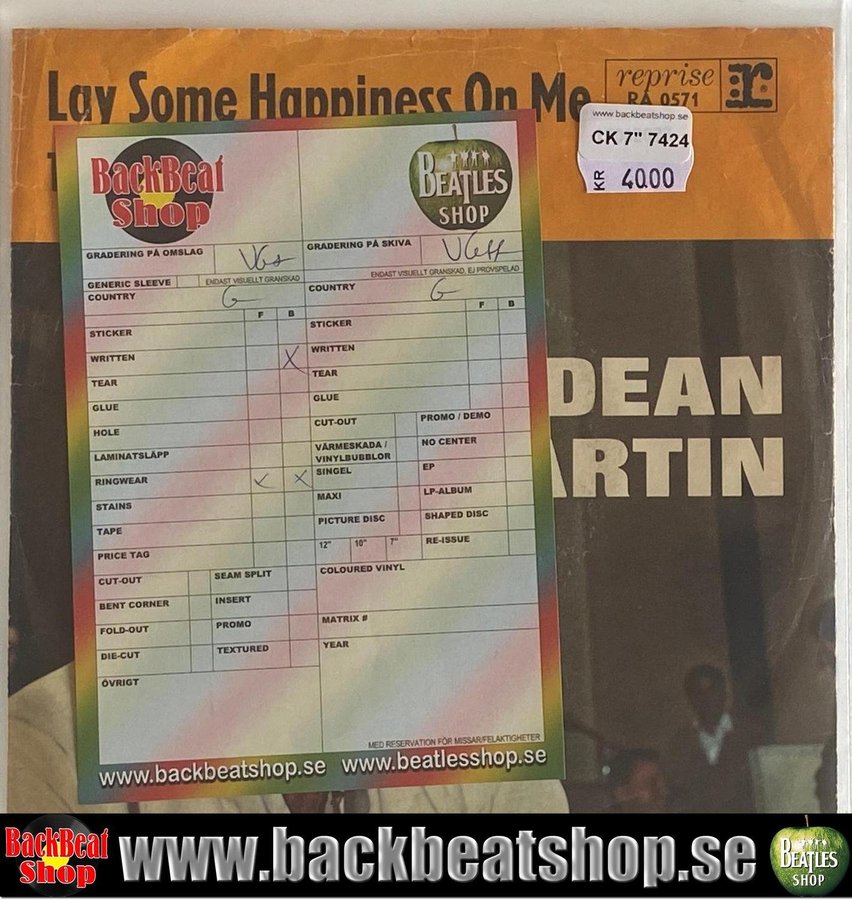 Lay Some Happiness On Me
reprise r
RA 0571
T
www.backbeatshop.se
CK 7" 7424
KR 40.00
BackBeat
Shop
BEATLES
SHOP
GRADERING PÅ OMSLAG
GRADERING PÅ SKIVA VG++
GENERIC SLEEVE ENDAST VISUELLT GRANSKAD
ENDAST VISUELLT GRANSKAD, EJ PROVSPELAD
COUNTRY G
COUNTRY G
F B
F B
STICKER
STICKER
WRITTEN X
WRITTEN
TEAR
TEAR
GLUE
GLUE
HOLE
CUT-OUT PROMO / DEMO
LAMINATSLÄPP
VÄRMESKADA / NO CENTER
VINYLBUBBLOR
RINGWEAR X X
SINGEL EP
STAINS
MAXI LP-ALBUM
TAPE
PICTURE DISC SHAPED DISC
PRICE TAG
12" 10" 7" RE-ISSUE
CUT-OUT SEAM SPLIT
COLOURED VINYL
BENT CORNER INSERT
FOLD-OUT PROMO
MATRIX #
DIE-CUT TEXTURED
YEAR
ÖVRIGT
MED RESERVATION FÖR MISSAR/FELAKTIGHETER
www.backbeatshop.se www.beatlesshop.se
DEAN
ARTIN
BackBeat
Shop
www.backbeatshop.se
BEATLES
SHOP